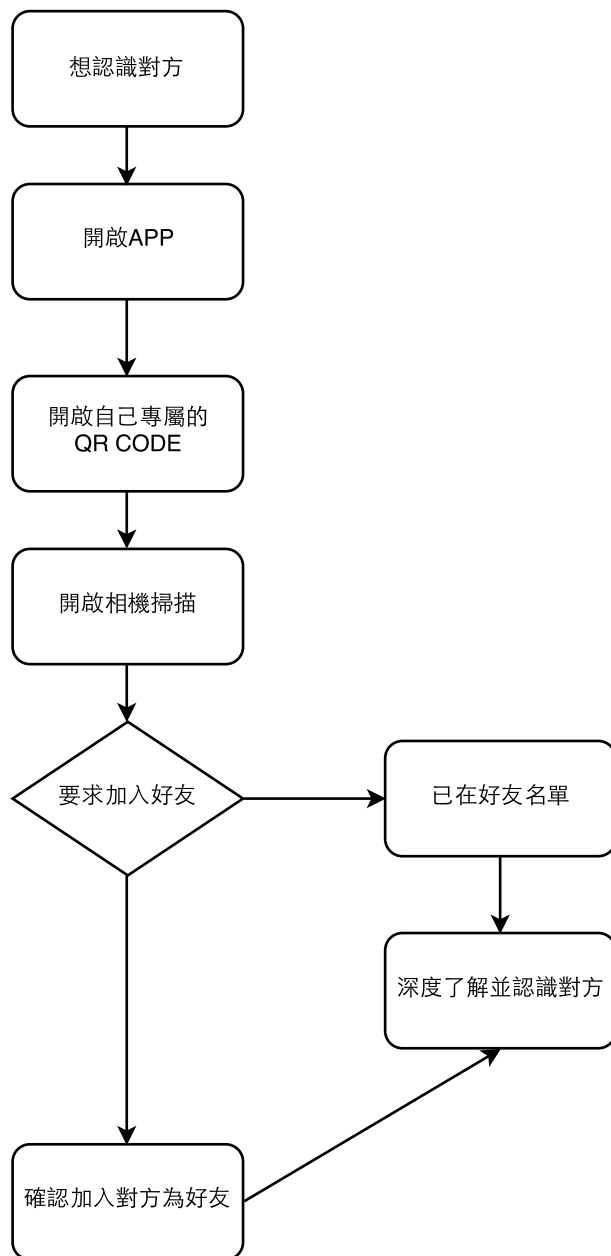 想認識對方
開啟APP
開啟自己專屬的
QR CODE
開啟相機掃描
要求加入好友
已在好友名單
深度了解並認識對方
確認加入對方為好友